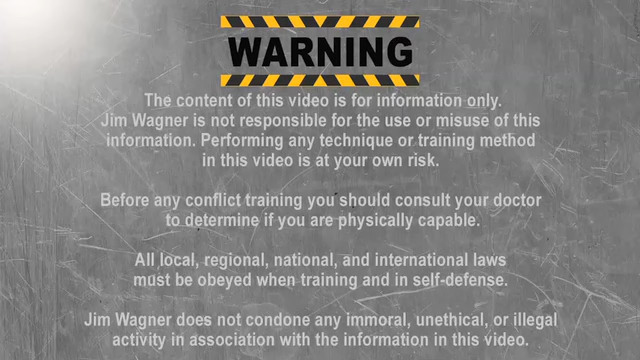 WARNING
The content of this video is for information only.
Jim Wagner is not responsible for the use or misuse of this
information. Performing any technique or training method
in this video is at your own risk.
Before any conflict training you should consult your doctor
to determine if you are physically capable.
All local, regional, national, and international laws
must be obeyed when training and in self-defense.
Jim Wagner does not condone any immoral, unethical, or illegal
activity in association with the information in this video.